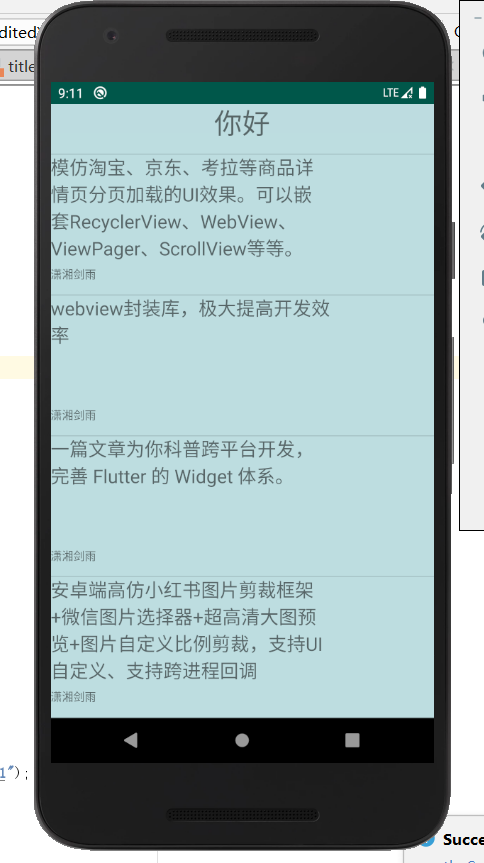 dited)
title
9:11
LTE
你好
模仿淘宝、京东、考拉等商品详
情页分页加载的UI效果。可以嵌
套RecyclerView、WebView、
ViewPager、ScrollView等等。
潇湘剑雨
webview封装库，极大提高开发效
率
潇湘剑雨
一篇文章为你科普跨平台开发，
完善 Flutter 的 Widget 体系。
潇湘剑雨
安卓端高仿小红书图片剪裁框架
+微信图片选择器+超高清大图预
览+图片自定义比例剪裁，支持UI
自定义、支持跨进程回调
潇湘剑雨
1");
Succe